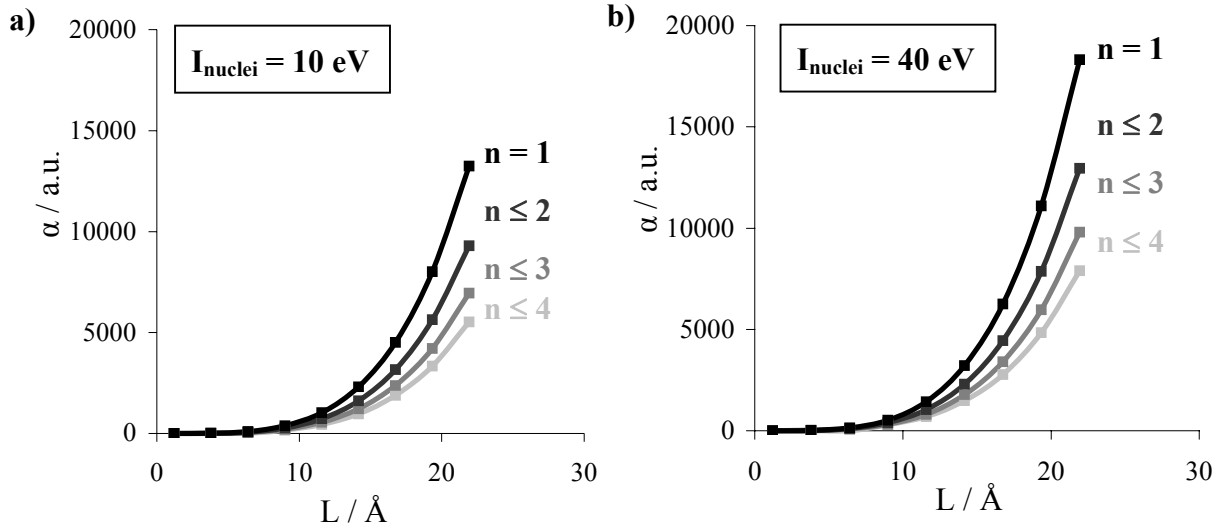 a)
I_nuclei = 10 eV
α / a.u.
20000
15000
10000
5000
0
n = 1
n ≤ 2
n ≤ 3
n ≤ 4
0
10
20
30
L / Å
b)
I_nuclei = 40 eV
α / a.u.
20000
15000
10000
5000
0
n = 1
n ≤ 2
n ≤ 3
n ≤ 4
0
10
20
30
L / Å